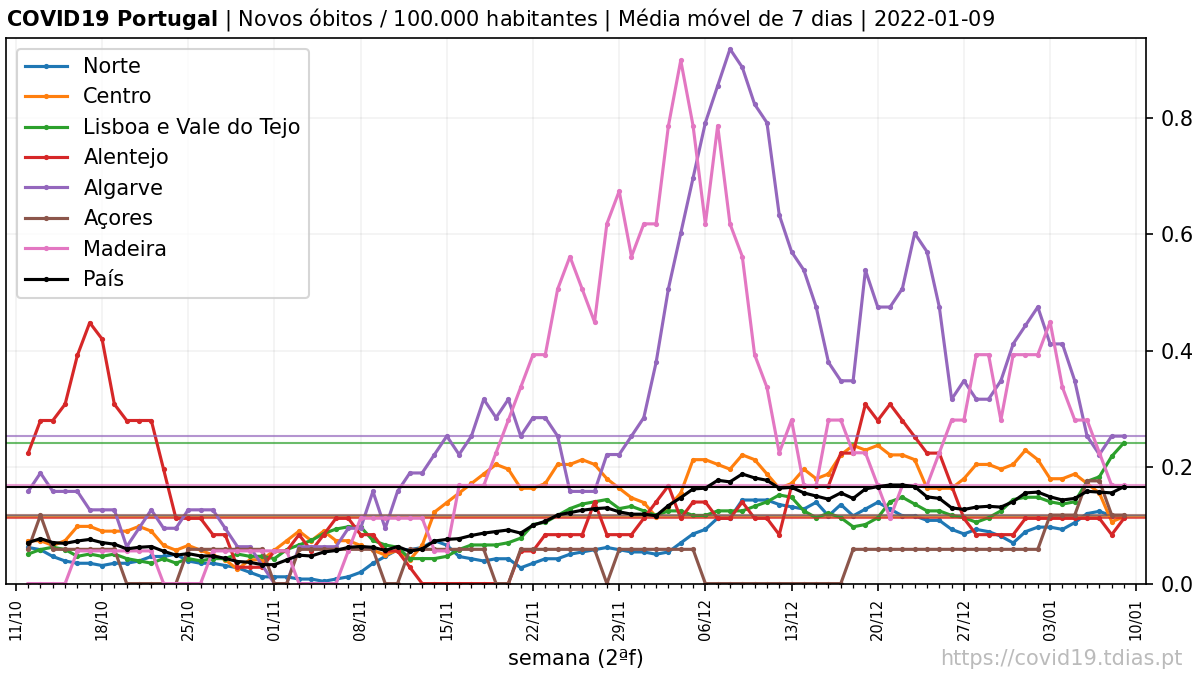 COVID19 Portugal | Novos óbitos / 100.000 habitantes | Média móvel de 7 dias | 2022-01-09
Norte
Centro
Lisboa e Vale do Tejo
Alentejo
Algarve
Açores
Madeira
País
0.8
0.6
0.4
0.2
0.0
11/10 18/10 25/10 01/11 08/11 15/11 22/11 29/11 06/12 13/12 20/12 27/12 03/01 10/01
semana (2ªf)
https://covid19.tdias.pt